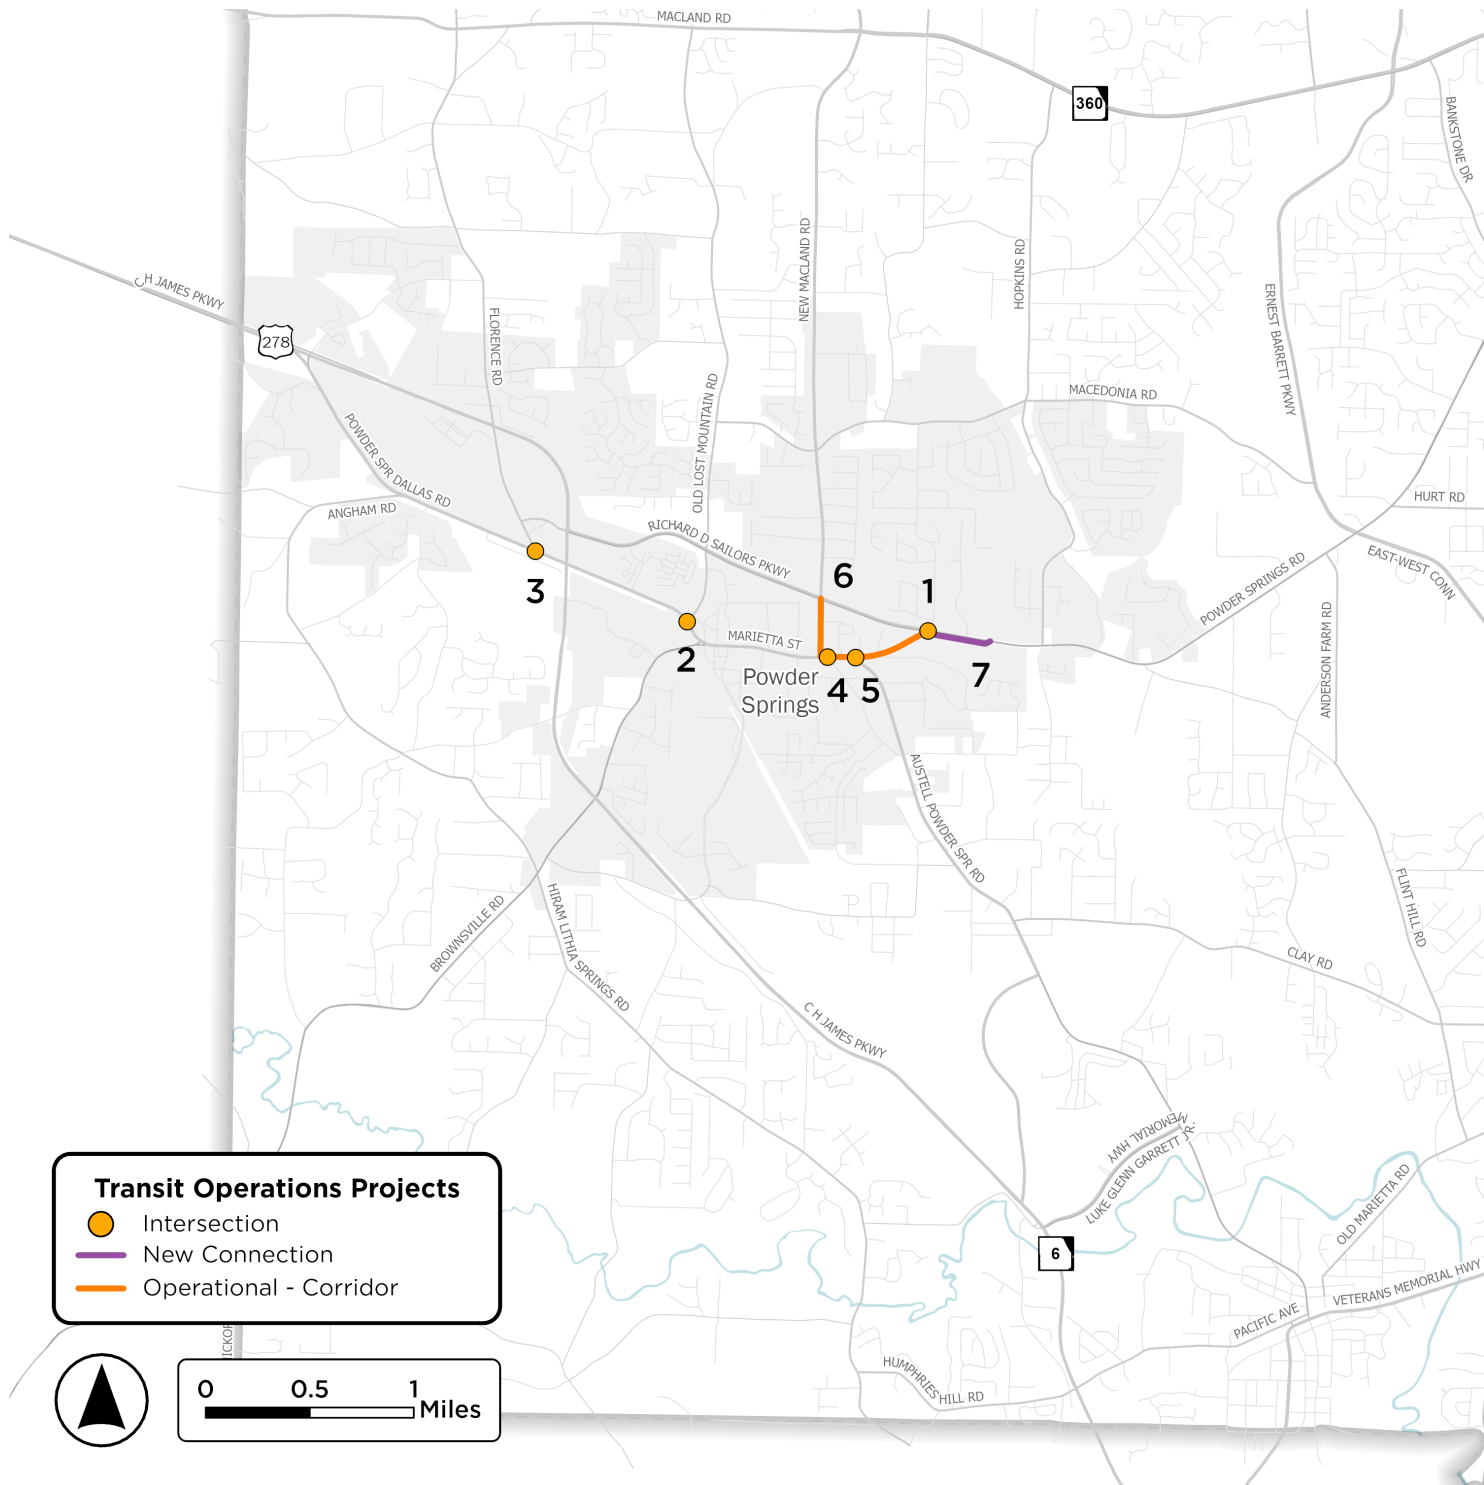 MACLAND RD
360
BANKSTONE DR
NEW MACLAND RD
HOPKINS RD
C H JAMES PKWY
278
FLORENCE RD
ERNEST BARRETT PKWY
OLD LOST MOUNTAIN RD
MACEDONIA RD
POWDER SPR DALLAS RD
ANGHAM RD
HURT RD
RICHARD D SAILORS PKWY
EAST-WEST CONN
POWDER SPRINGS RD
ANDERSON FARM RD
6
1
3
2
MARIETTA ST
Powder
Springs
4
5
7
AUSTELL POWDER SPR RD
FLINT HILL RD
BROWNSVILLE RD
HIRAM LITHIA SPRINGS RD
CLAY RD
C H JAMES PKWY
LUKE GLENN GARRETT JR.
MEMORIAL HWY
OLD MARIETTA RD
6
VETERANS MEMORIAL HWY
PACIFIC AVE
HUMPHRIES HILL RD
Transit Operations Projects
Intersection
New Connection
Operational - Corridor
0 0.5 1
Miles